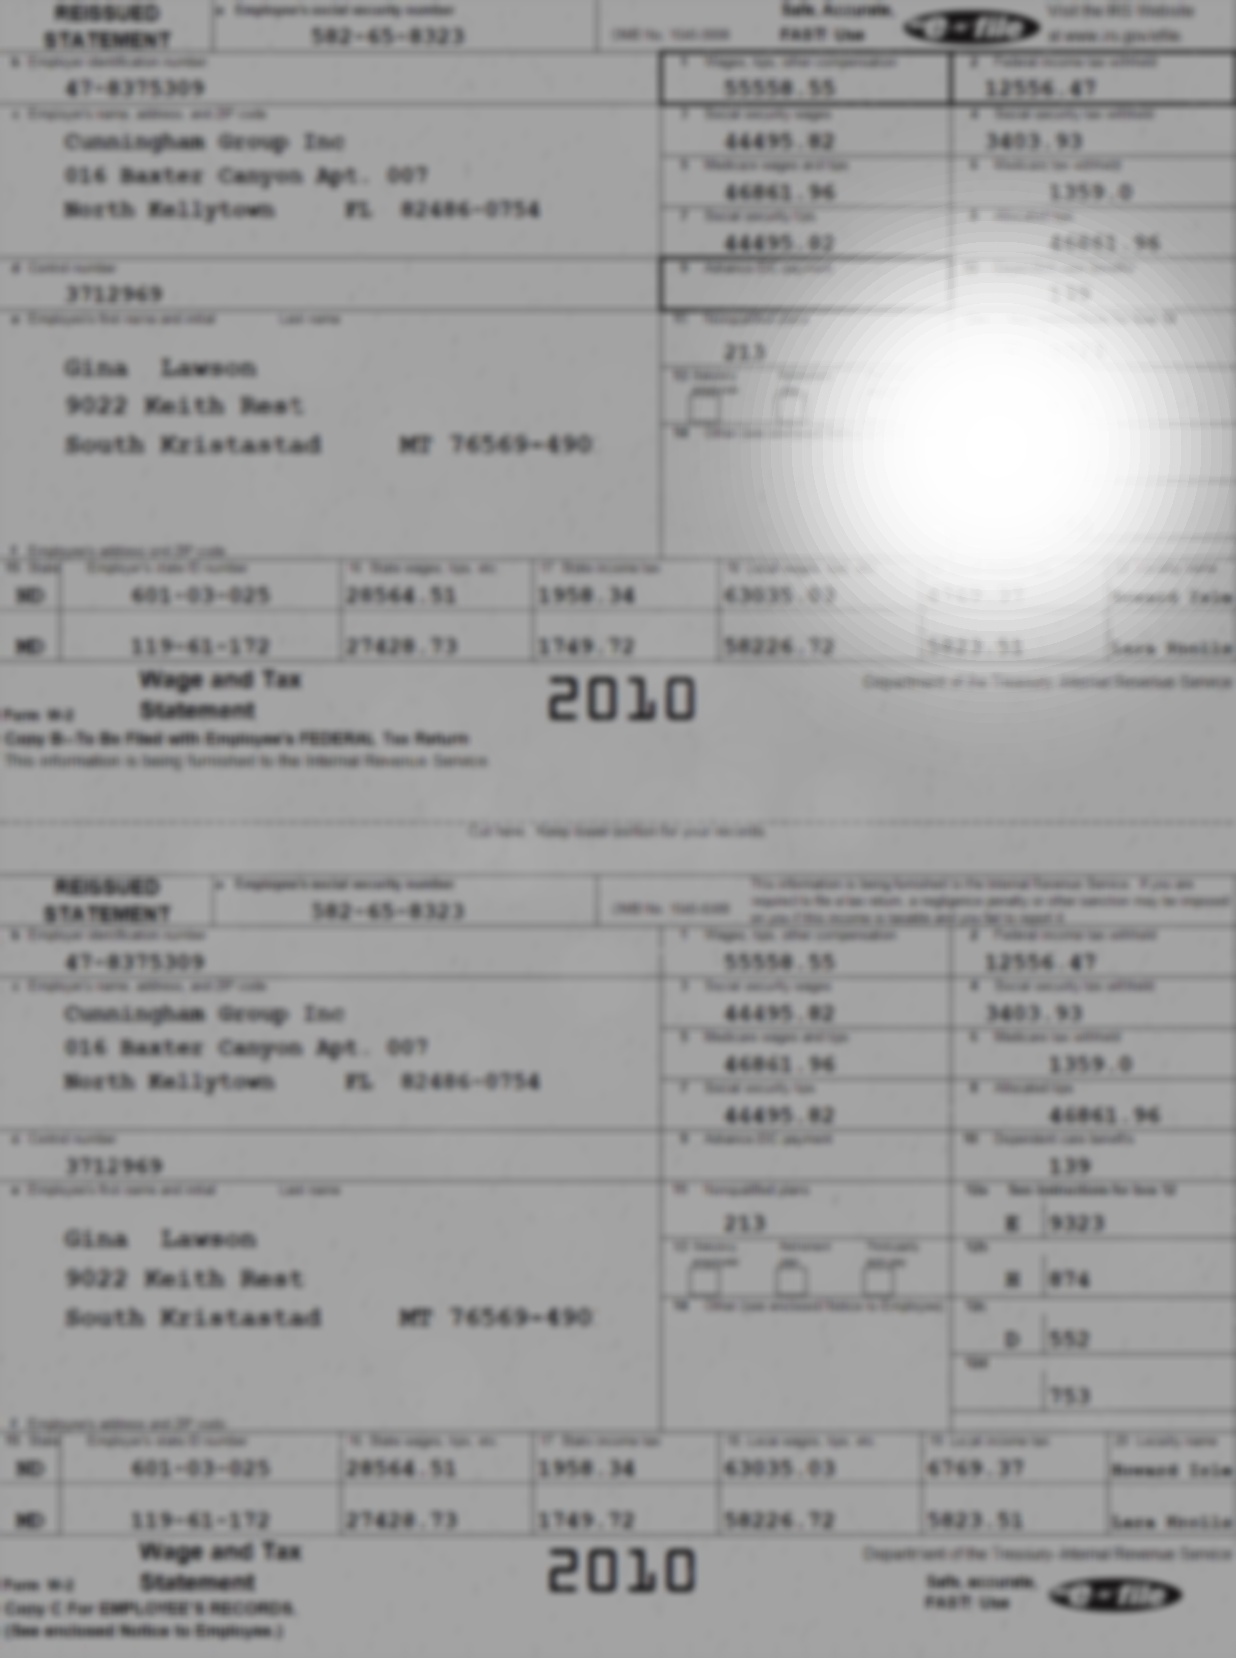 REISSUED STATEMENT
a Employee's social security number
582-65-8323
OMB No.
Safe, Accurate, FAST! Use
e-file
Visit the IRS Website at www.irs.gov/efile
b Employer identification number
47-8375309
1 Wages, tips, other compensation
55558.55
2 Federal income tax withheld
12556.47
c Employer's name, address, and ZIP code
Cunningham Group Inc
016 Baxter Canyon Apt. 007
North Kellytown FL 82486-0754
3 Social security wages
44495.82
4 Social security tax withheld
3403.93
5 Medicare wages and tips
46861.96
6 Medicare tax withheld
1359.0
7 Social security tips
44495.82
8 Allocated tips
46861.96
d Control number
3712969
9 Advance EIC payment
10 Dependent care benefits
139
e Employee's first name and initial Last name
Gina Lawson
9022 Keith Rest
South Kristastad MT 76569-490
11 Nonqualified plans
213
13 Statutory
14 Other
f Employee's address and ZIP code
15 State Employer's state ID number
16 State wages, tips, etc.
17 State income tax
18 Local wages, tips, etc.
ND 601-03-025 28564.51 1958.34 63035.03
MD 119-61-172 27428.73 1749.72 58226.72 5823.51
Wage and Tax Statement
2010
Department of the Treasury-Internal Revenue Service
Form W-2
Copy B--To Be Filed with Employee's FEDERAL Tax Return
This information is being furnished to the Internal Revenue Service
Cut here. Keep lower portion for your records.
REISSUED STATEMENT
a Employee's social security number
582-65-8323
OMB No.
This information is being furnished to the Internal Revenue Service. If you are
required to file a tax return, a negligence penalty or other sanction may be imposed
on you if this income is taxable and you fail to report it.
b Employer identification number
47-8375309
1 Wages, tips, other compensation
55558.55
2 Federal income tax withheld
12556.47
c Employer's name, address, and ZIP code
Cunningham Group Inc
016 Baxter Canyon Apt. 007
North Kellytown FL 82486-0754
3 Social security wages
44495.82
4 Social security tax withheld
3403.93
5 Medicare wages and tips
46861.96
6 Medicare tax withheld
1359.0
7 Social security tips
44495.82
8 Allocated tips
46861.96
d Control number
3712969
9 Advance EIC payment
10 Dependent care benefits
139
e Employee's first name and initial Last name
Gina Lawson
9022 Keith Rest
South Kristastad MT 76569-490
11 Nonqualified plans
213
12a See instructions for box 12
E 9323
13 Statutory employee Retirement plan Third-party sick pay
12b
H 874
14 Other (see enclosed Notice to Employee)
12c
D 552
12d
753
f Employee's address and ZIP code
15 State Employer's state ID number
16 State wages, tips, etc.
17 State income tax
18 Local wages, tips, etc.
19 Local income tax
20 Locality name
ND 601-03-025 28564.51 1958.34 63035.03 6769.37 Howard
MD 119-61-172 27428.73 1749.72 58226.72 5823.51
Wage and Tax Statement
2010
Department of the Treasury-Internal Revenue Service
Form W-2
Copy C For EMPLOYEE'S RECORDS.
(See enclosed Notice to Employee.)
Safe, accurate, FAST! Use
e-file